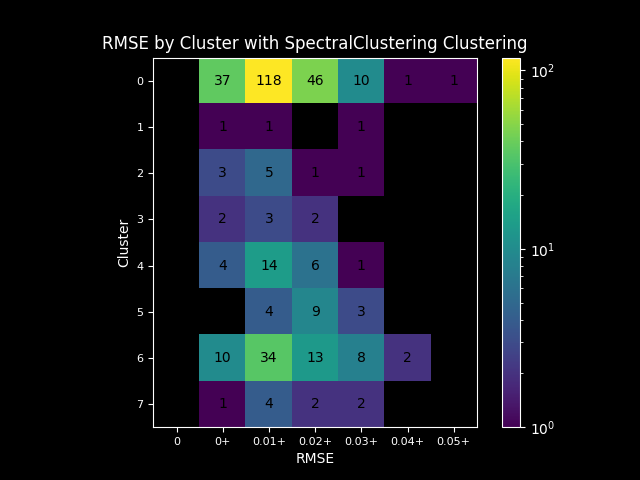 RMSE by Cluster with SpectralClustering Clustering
0 37 118 46 10 1 1
1 1 1 1
2 3 5 1 1
3 2 3 2
4 4 14 6 1
5 4 9 3
6 10 34 13 8 2
7 1 4 2 2
0 0+ 0.01+ 0.02+ 0.03+ 0.04+ 0.05+
RMSE
Cluster
10²
10¹
10⁰